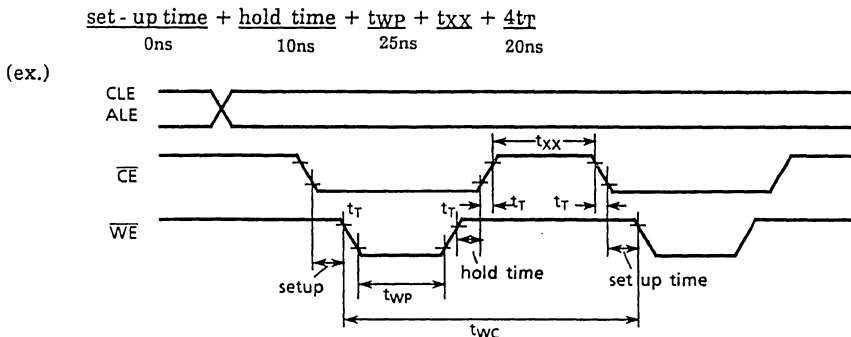 set-up time + hold time + tWP + tXX + 4tT
0ns 10ns 25ns 20ns
(ex.)
CLE
ALE
tXX
CE
tT tT tT tT
WE
hold time
setup tWP set up time
tWC